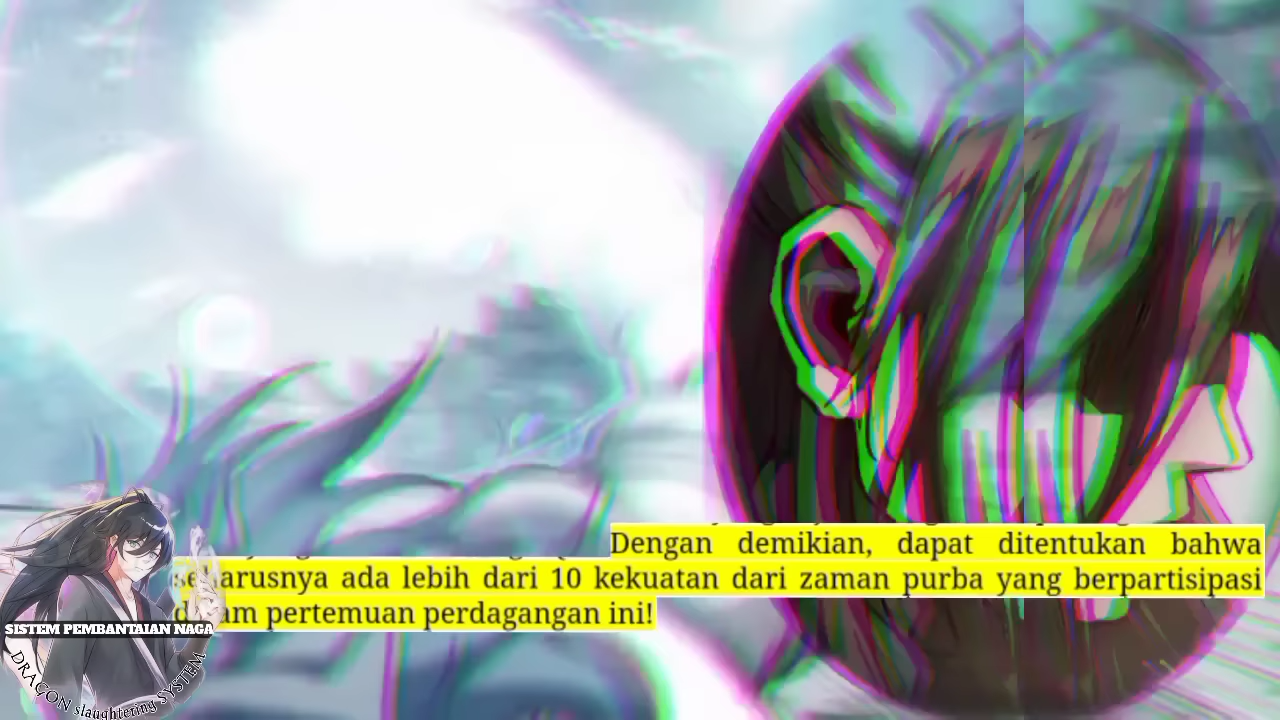 Dengan demikian, dapat ditentukan bahwa
seharusnya ada lebih dari 10 kekuatan dari zaman purba yang berpartisipasi
dalam pertemuan perdagangan ini!
SISTEM PEMBANTAIAN NAGA
DRAGON slaughtering SYSTEM